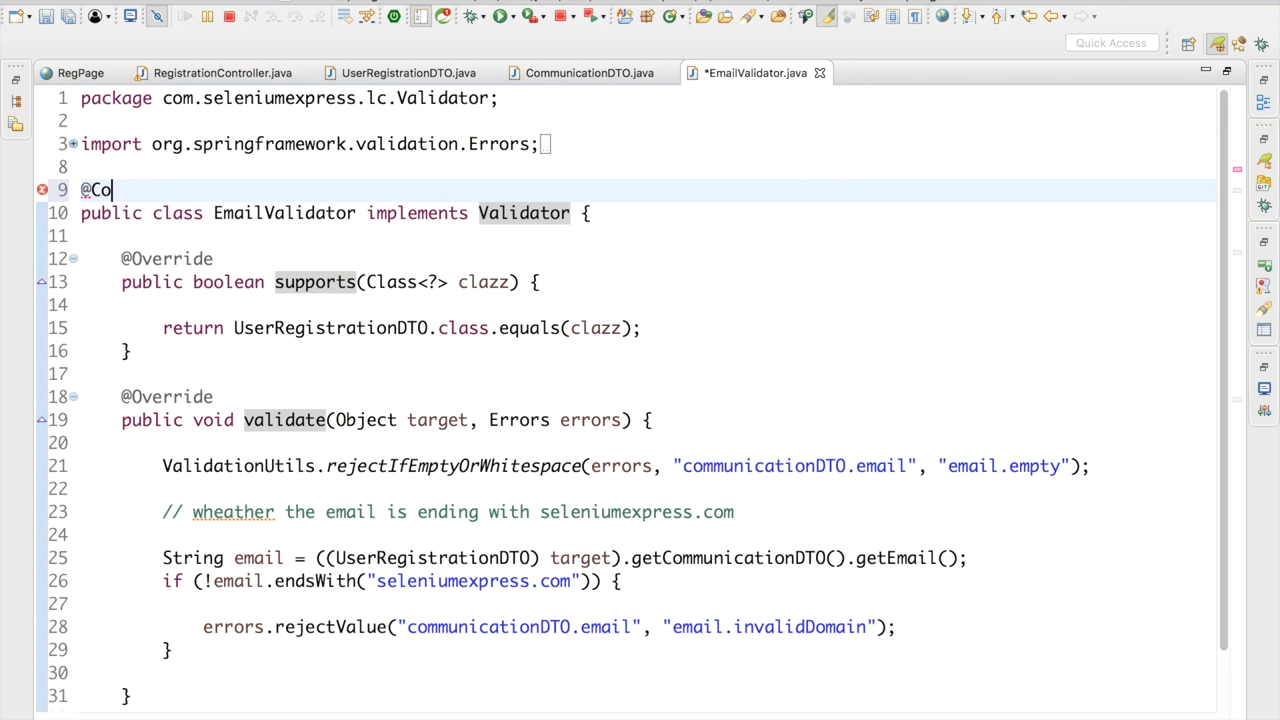 Quick Access
RegPage RegistrationController.java UserRegistrationDTO.java CommunicationDTO.java *EmailValidator.java
1 package com.seleniumexpress.lc.Validator;
2
3 import org.springframework.validation.Errors;
8
9 @Co
10 public class EmailValidator implements Validator {
11
12 @Override
13 public boolean supports(Class<?> clazz) {
14
15 return UserRegistrationDTO.class.equals(clazz);
16 }
17
18 @Override
19 public void validate(Object target, Errors errors) {
20
21 ValidationUtils.rejectIfEmptyOrWhitespace(errors, "communicationDTO.email", "email.empty");
22
23 // wheather the email is ending with seleniumexpress.com
24
25 String email = ((UserRegistrationDTO) target).getCommunicationDTO().getEmail();
26 if (!email.endsWith("seleniumexpress.com")) {
27
28 errors.rejectValue("communicationDTO.email", "email.invalidDomain");
29 }
30
31 }